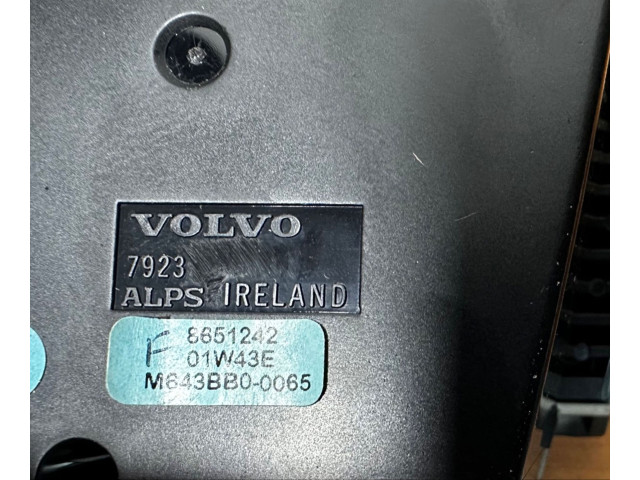 VOLVO
7923
ALPS IRELAND
F 8651242
01W43E
M643BB0-0065